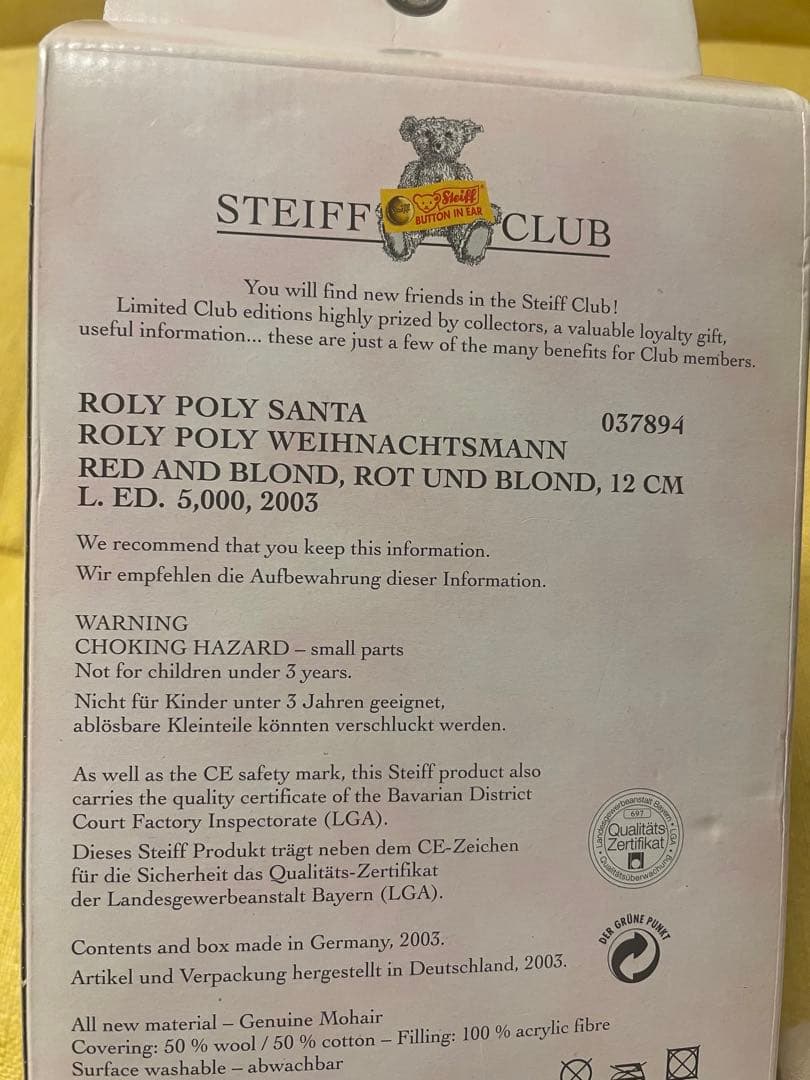 STEIFF CLUB
Steiff
Steiff
BUTTON IN EAR
You will find new friends in the Steiff Club!
Limited Club editions highly prized by collectors, a valuable loyalty gift,
useful information... these are just a few of the many benefits for Club members.
ROLY POLY SANTA 037894
ROLY POLY WEIHNACHTSMANN
RED AND BLOND, ROT UND BLOND, 12 CM
L. ED. 5,000, 2003
We recommend that you keep this information.
Wir empfehlen die Aufbewahrung dieser Information.
WARNING
CHOKING HAZARD – small parts
Not for children under 3 years.
Nicht für Kinder unter 3 Jahren geeignet,
ablösbare Kleinteile könnten verschluckt werden.
As well as the CE safety mark, this Steiff product also
carries the quality certificate of the Bavarian District
Court Factory Inspectorate (LGA).
Dieses Steiff Produkt trägt neben dem CE-Zeichen
für die Sicherheit das Qualitäts-Zertifikat
der Landesgewerbeanstalt Bayern (LGA).
Landesgewerbeanstalt Bayern • LGA •
697
Qualitäts
Zertifikat
Qualitätsüberwachung
DER GRÜNE PUNKT
Contents and box made in Germany, 2003.
Artikel und Verpackung hergestellt in Deutschland, 2003.
All new material – Genuine Mohair
Covering: 50 % wool / 50 % cotton – Filling: 100 % acrylic fibre
Surface washable – abwachbar